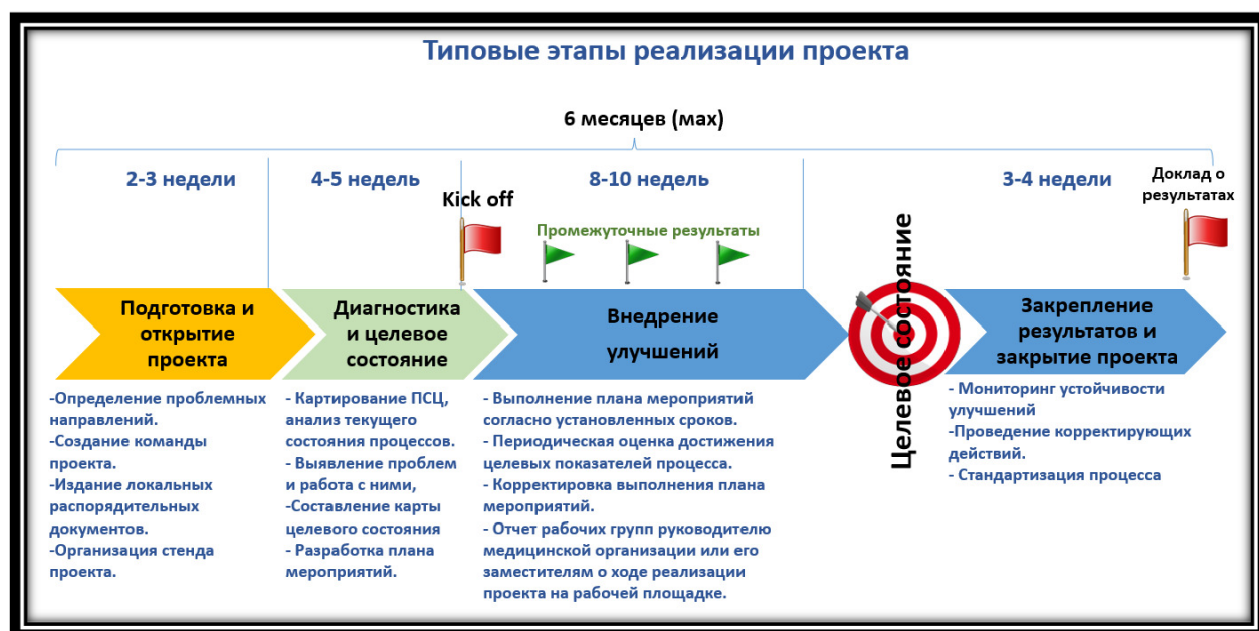 Типовые этапы реализации проекта
6 месяцев (мах)
2-3 недели
4-5 недель
8-10 недель
3-4 недели
Kick off
Промежуточные результаты
Доклад о
результатах
Подготовка и
открытие
проекта
Диагностика
и целевое
состояние
Внедрение
улучшений
Целевое состояние
Закрепление
результатов и
закрытие проекта
-Определение проблемных
направлений.
-Создание команды
проекта.
-Издание локальных
распорядительных
документов.
-Организация стенда
проекта.
- Картирование ПСЦ,
анализ текущего
состояния процессов.
- Выявление проблем
и работа с ними,
-Составление карты
целевого состояния
- Разработка плана
мероприятий.
- Выполнение плана мероприятий
согласно установленных сроков.
- Периодическая оценка достижения
целевых показателей процесса.
- Корректировка выполнения плана
мероприятий.
- Отчет рабочих групп руководителю
медицинской организации или его
заместителям о ходе реализации
проекта на рабочей площадке.
- Мониторинг устойчивости
улучшений
-Проведение корректирующих
действий.
- Стандартизация процесса